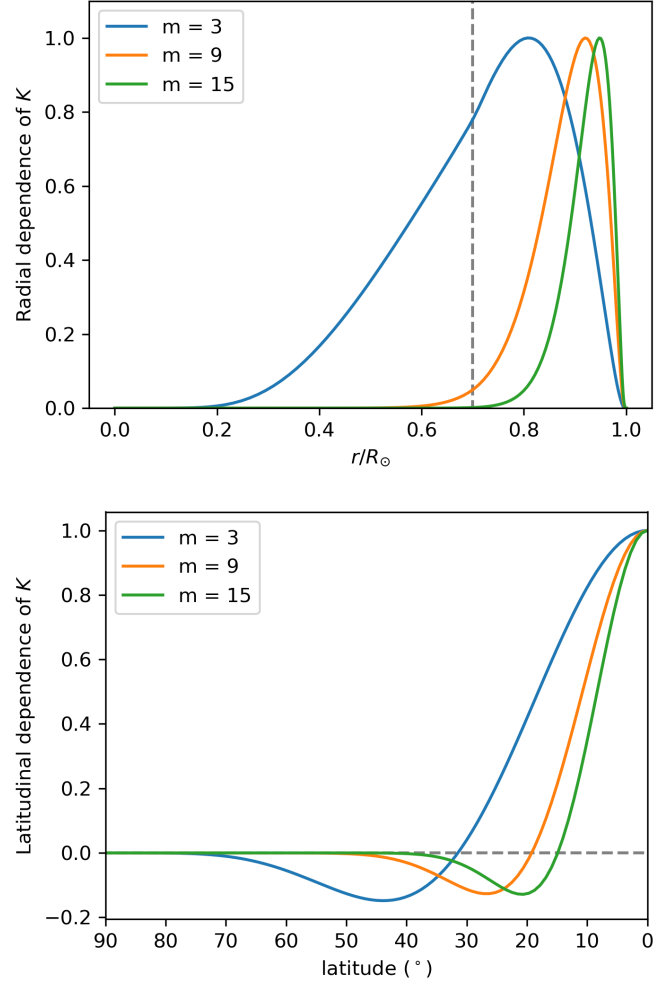 Radial dependence of K
1.0
0.8
0.6
0.4
0.2
0.0
m = 3
m = 9
m = 15
0.0 0.2 0.4 0.6 0.8 1.0
r/R⊙
Latitudinal dependence of K
1.0
0.8
0.6
0.4
0.2
0.0
−0.2
m = 3
m = 9
m = 15
90 80 70 60 50 40 30 20 10 0
latitude (°)